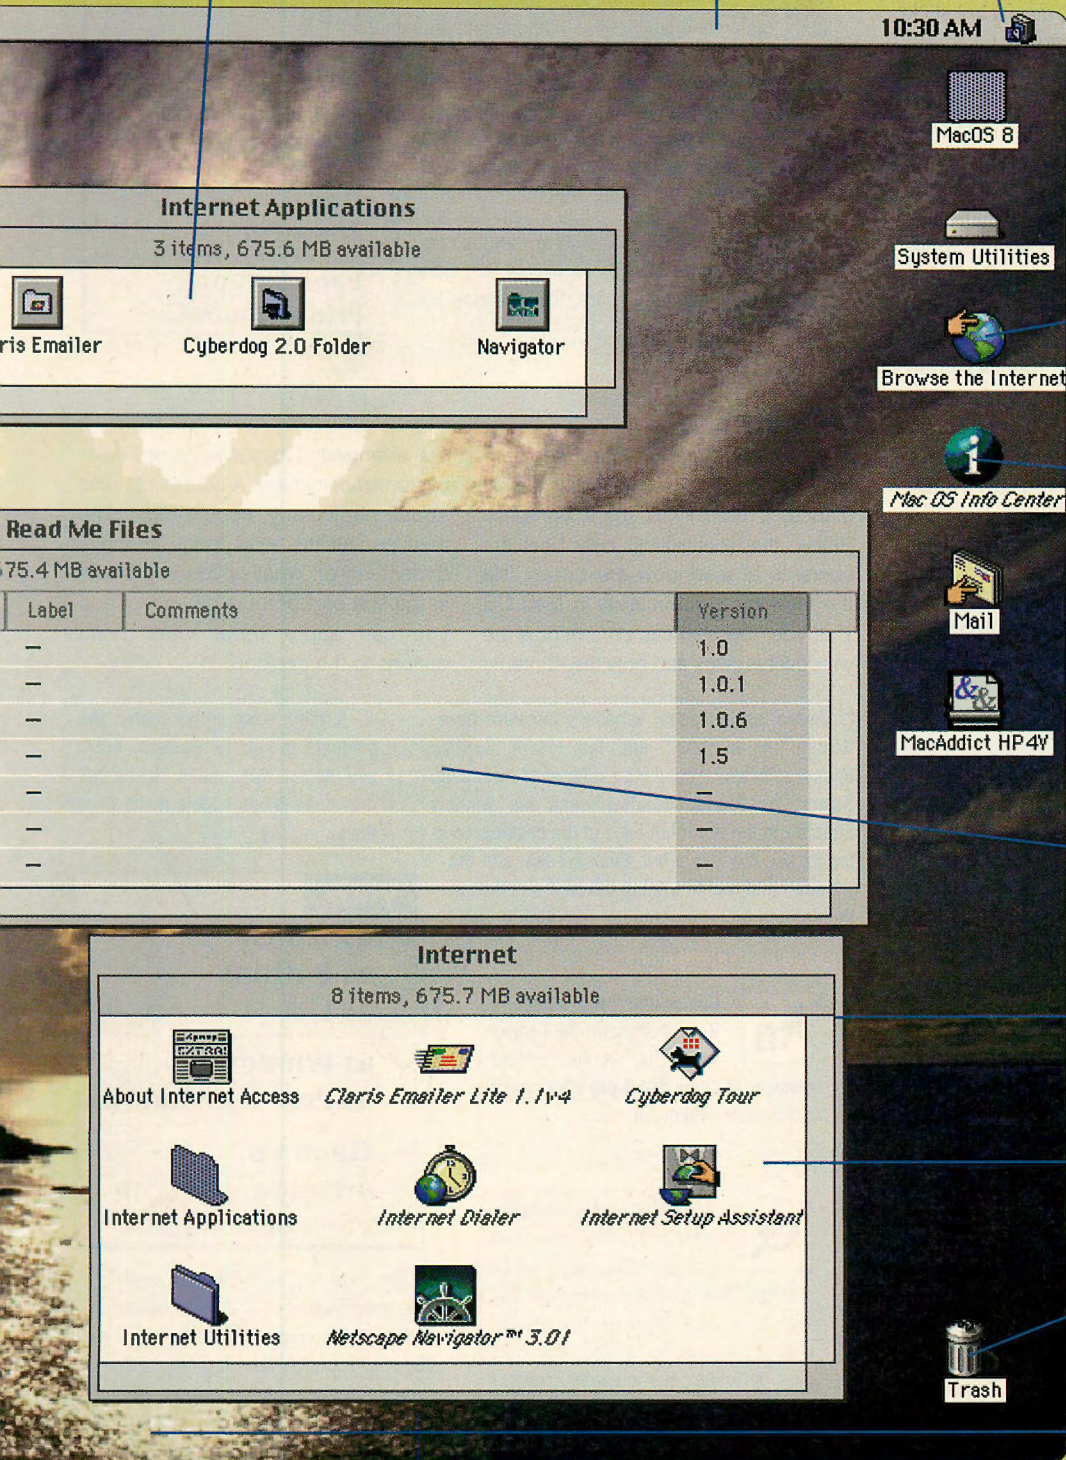 10:30 AM
MacOS 8
Internet Applications
3 items, 675.6 MB available
System Utilities
ris Emailer
Cyberdog 2.0 Folder
Navigator
Browse the Internet
Mac OS Info Center
Read Me Files
75.4 MB available
Label
Comments
Version
–
1.0
–
1.0.1
–
1.0.6
–
1.5
–
–
–
–
–
–
Mail
MacAddict HP4V
Internet
8 items, 675.7 MB available
EXTRA!
About Internet Access
Claris Emailer Lite 1.1v4
Cyberdog Tour
Internet Applications
Internet Dialer
Internet Setup Assistant
Internet Utilities
Netscape Navigator™ 3.01
Trash